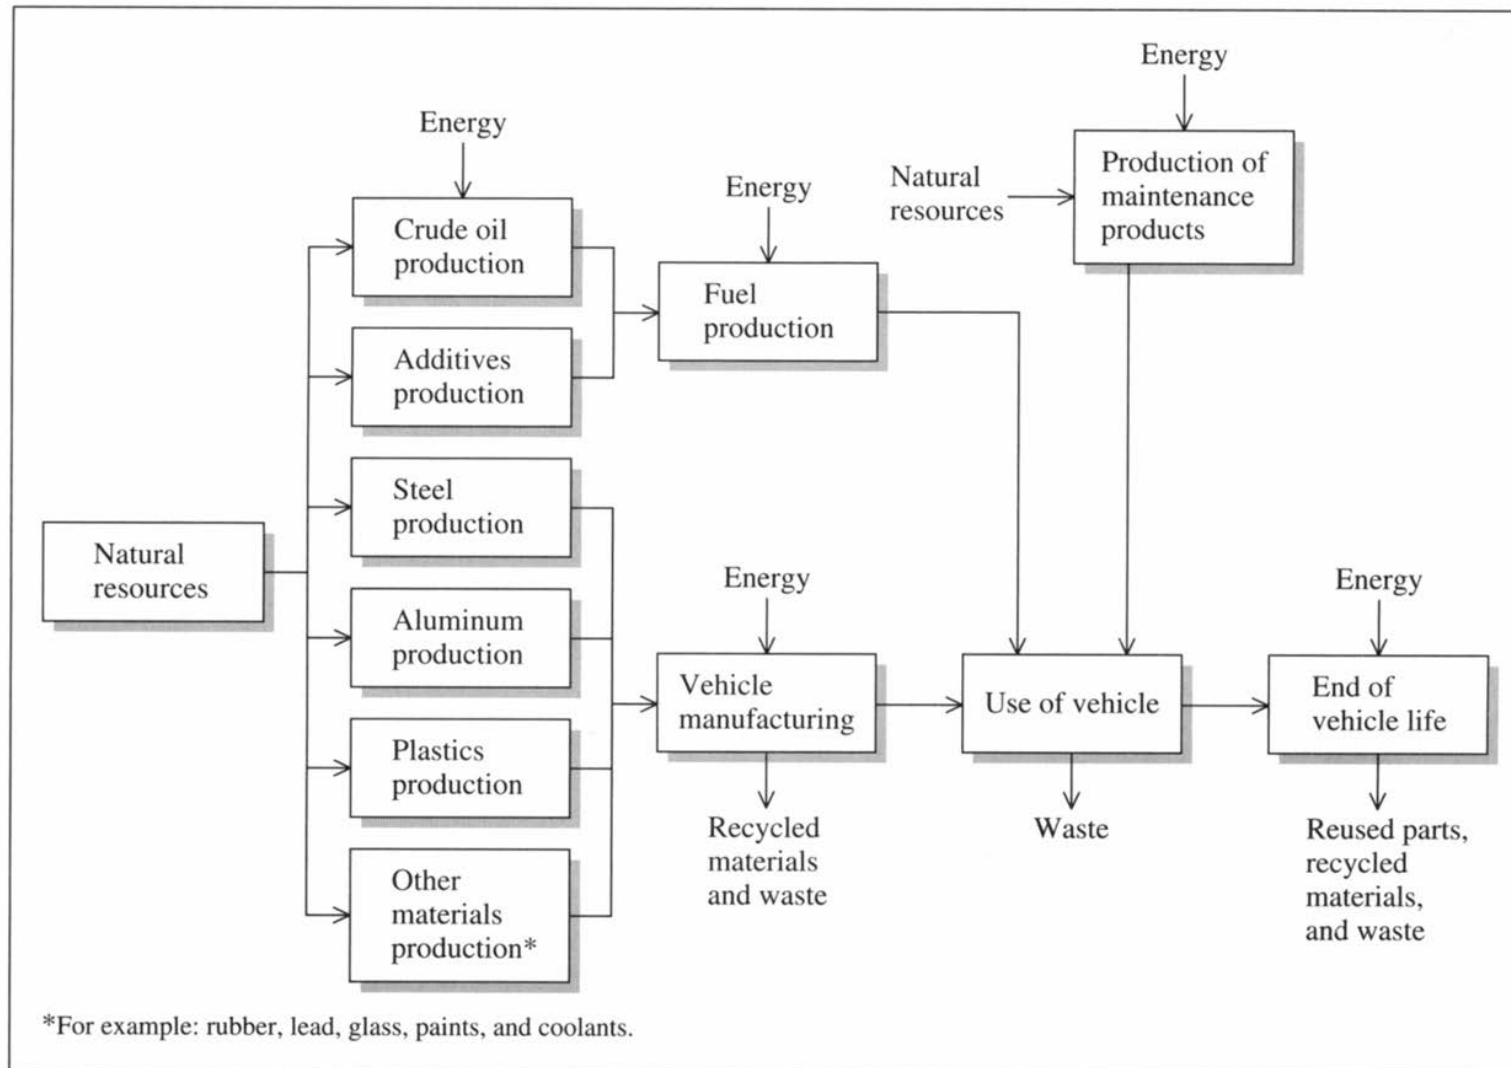 Energy
Production of
maintenance
products
Natural
resources
Energy
Crude oil
production
Energy
Fuel
production
Additives
production
Steel
production
Natural
resources
Aluminum
production
Energy
Vehicle
manufacturing
Use of vehicle
Energy
End of
vehicle life
Plastics
production
Recycled
materials
and waste
Waste
Reused parts,
recycled
materials,
and waste
Other
materials
production*
*For example: rubber, lead, glass, paints, and coolants.